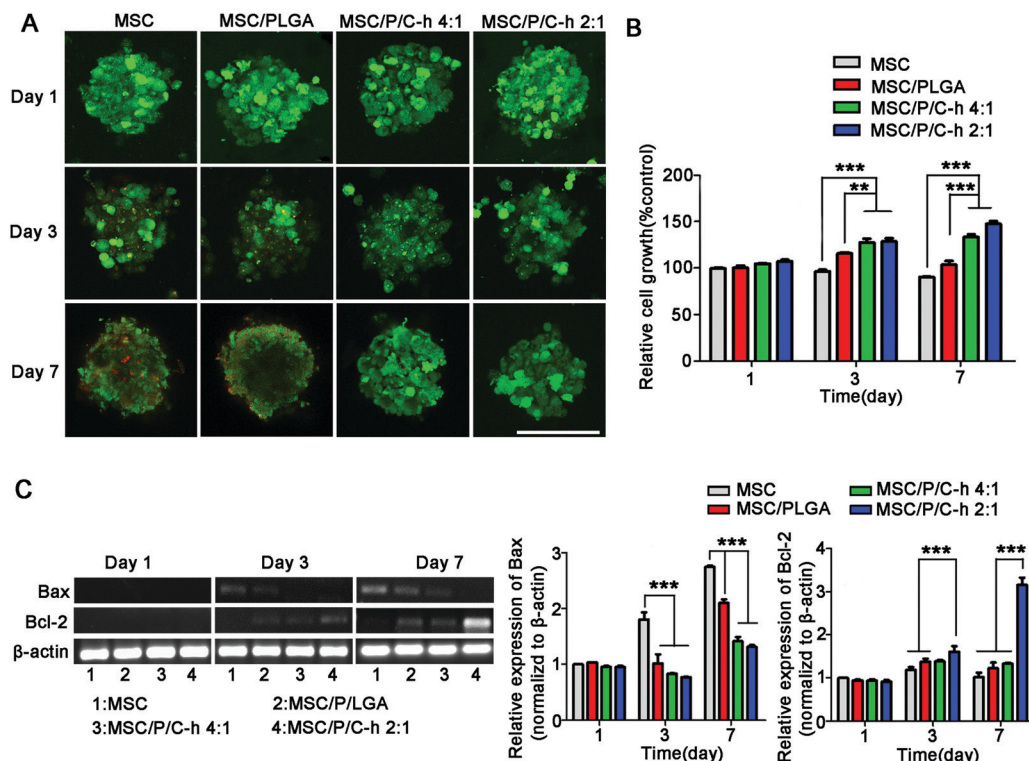 A
MSC MSC/PLGA MSC/P/C-h 4:1 MSC/P/C-h 2:1
Day 1
Day 3
Day 7
B
MSC
MSC/PLGA
MSC/P/C-h 4:1
MSC/P/C-h 2:1
Relative cell growth(%control)
200
150
100
50
0
*** ***
** ***
1 3 7
Time(day)
C
Day 1 Day 3 Day 7
Bax
Bcl-2
β-actin
1 2 3 4 1 2 3 4 1 2 3 4
1:MSC 2:MSC/P/LGA
3:MSC/P/C-h 4:1 4:MSC/P/C-h 2:1
MSC MSC/P/C-h 4:1
MSC/PLGA MSC/P/C-h 2:1
Relative expression of Bax
(normalizd to β-actin)
3
2
1
0
*** ***
1 3 7
Time(day)
Relative expression of Bcl-2
(normalizd to β-actin)
4
3
2
1
0
*** ***
1 3 7
Time(day)